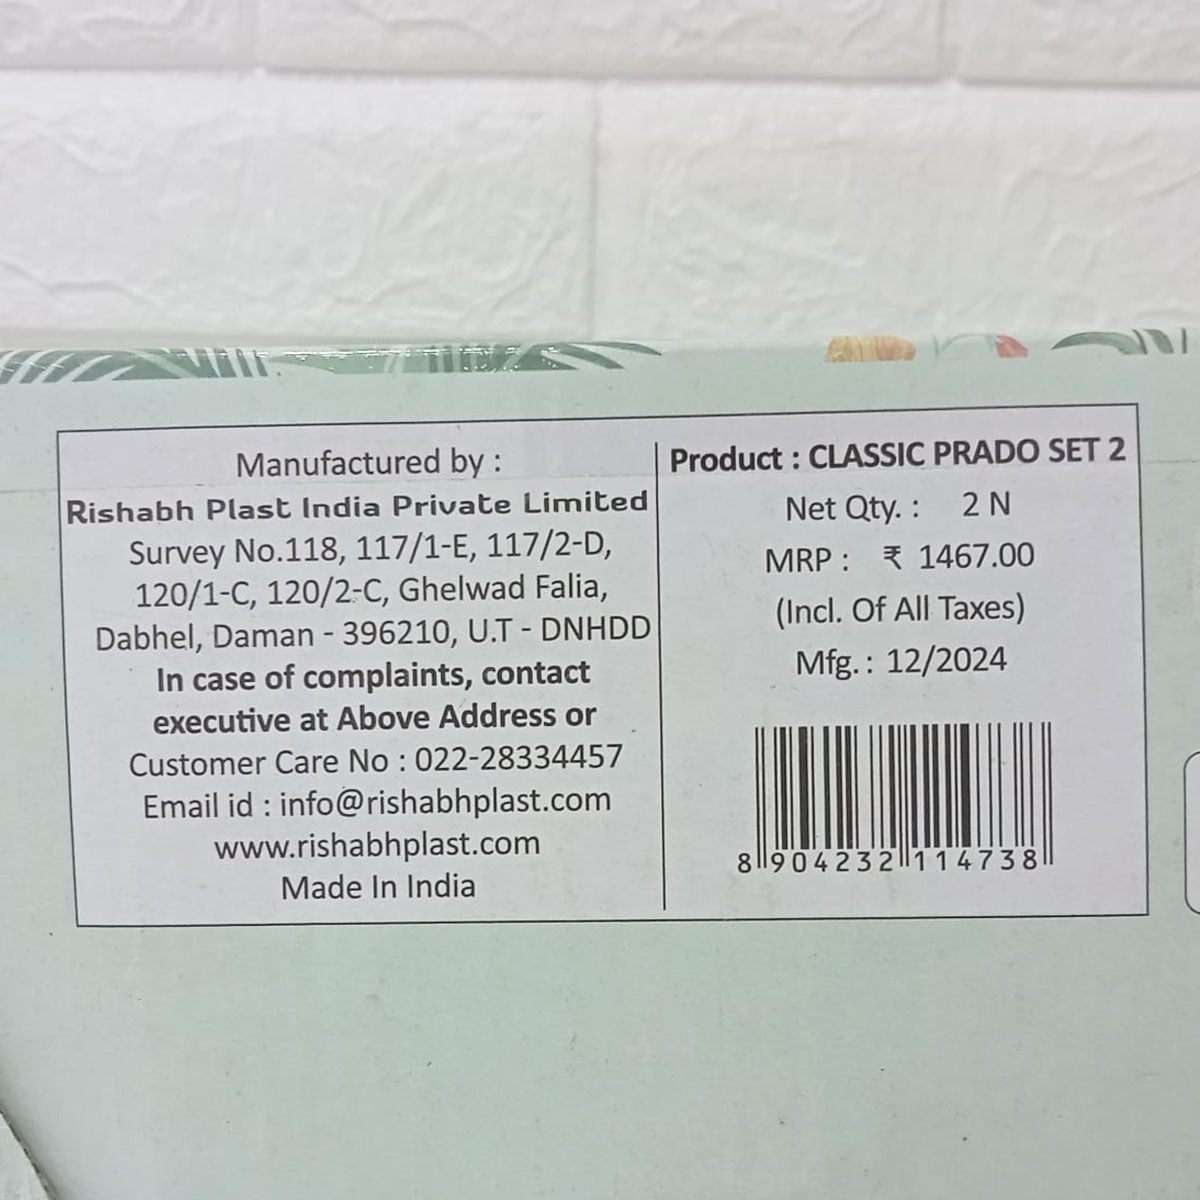 Manufactured by :
Rishabh Plast India Private Limited
Survey No.118, 117/1-E, 117/2-D,
120/1-C, 120/2-C, Ghelwad Falia,
Dabhel, Daman - 396210, U.T - DNHDD
In case of complaints, contact
executive at Above Address or
Customer Care No : 022-28334457
Email id : info@rishabhplast.com
www.rishabhplast.com
Made In India
Product : CLASSIC PRADO SET 2
Net Qty. : 2 N
MRP : ₹ 1467.00
(Incl. Of All Taxes)
Mfg. : 12/2024
8 904232 114738